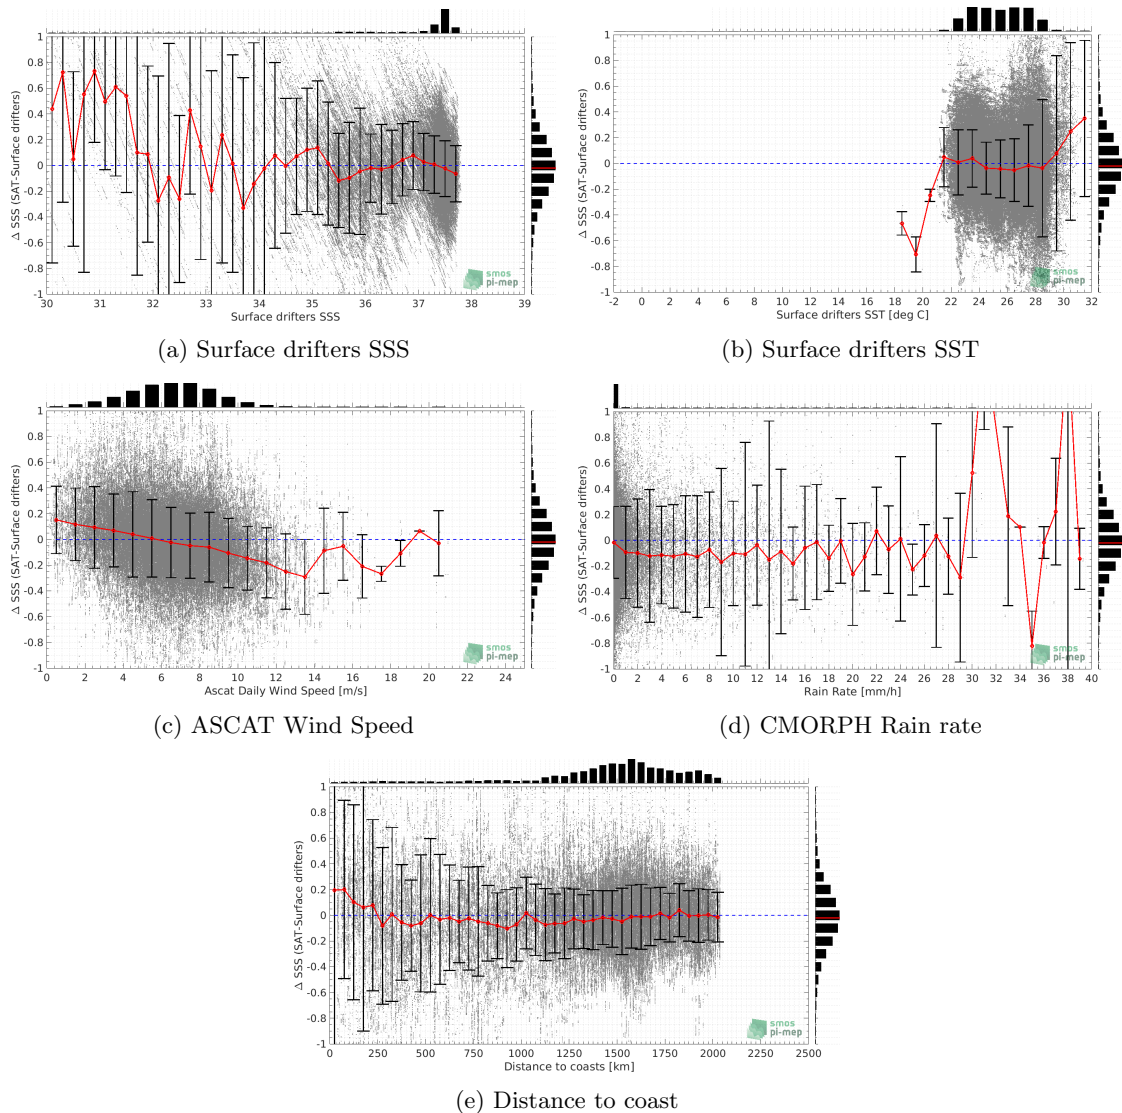 1
0.8
0.6
0.4
0.2
0
-0.2
-0.4
-0.6
-0.8
-1
Δ SSS (SAT-Surface drifters)
30 31 32 33 34 35 36 37 38 39
Surface drifters SSS
smos
pi-mep
(a) Surface drifters SSS
1
0.8
0.6
0.4
0.2
0
-0.2
-0.4
-0.6
-0.8
-1
Δ SSS (SAT-Surface drifters)
-2 0 2 4 6 8 10 12 14 16 18 20 22 24 26 28 30 32
Surface drifters SST [deg C]
smos
pi-mep
(b) Surface drifters SST
1
0.8
0.6
0.4
0.2
0
-0.2
-0.4
-0.6
-0.8
-1
Δ SSS (SAT-Surface drifters)
0 2 4 6 8 10 12 14 16 18 20 22 24
Ascat Daily Wind Speed [m/s]
smos
pi-mep
(c) ASCAT Wind Speed
1
0.8
0.6
0.4
0.2
0
-0.2
-0.4
-0.6
-0.8
-1
Δ SSS (SAT-Surface drifters)
0 2 4 6 8 10 12 14 16 18 20 22 24 26 28 30 32 34 36 38 40
Rain Rate [mm/h]
smos
pi-mep
(d) CMORPH Rain rate
1
0.8
0.6
0.4
0.2
0
-0.2
-0.4
-0.6
-0.8
-1
Δ SSS (SAT-Surface drifters)
0 250 500 750 1000 1250 1500 1750 2000 2250 2500
Distance to coasts [km]
smos
pi-mep
(e) Distance to coast